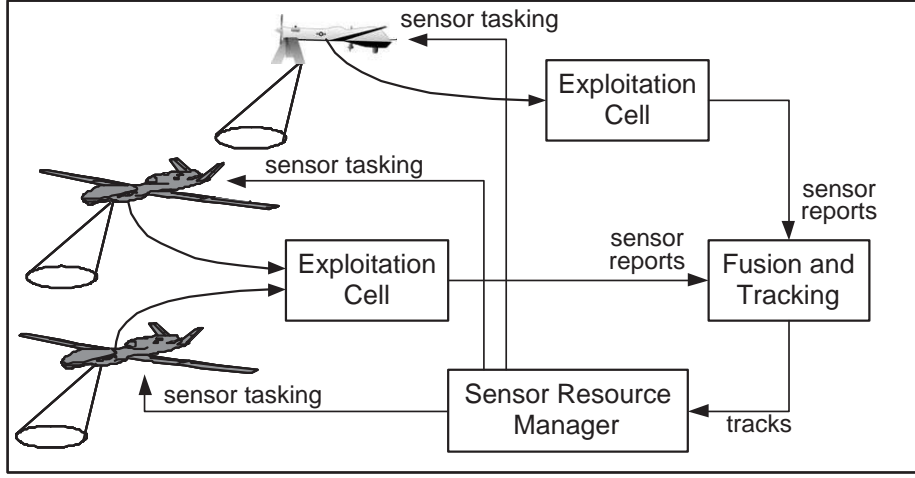 sensor tasking
Exploitation
Cell
sensor tasking
sensor
reports
Exploitation
Cell
sensor
reports
Fusion and
Tracking
sensor tasking
Sensor Resource
Manager
tracks